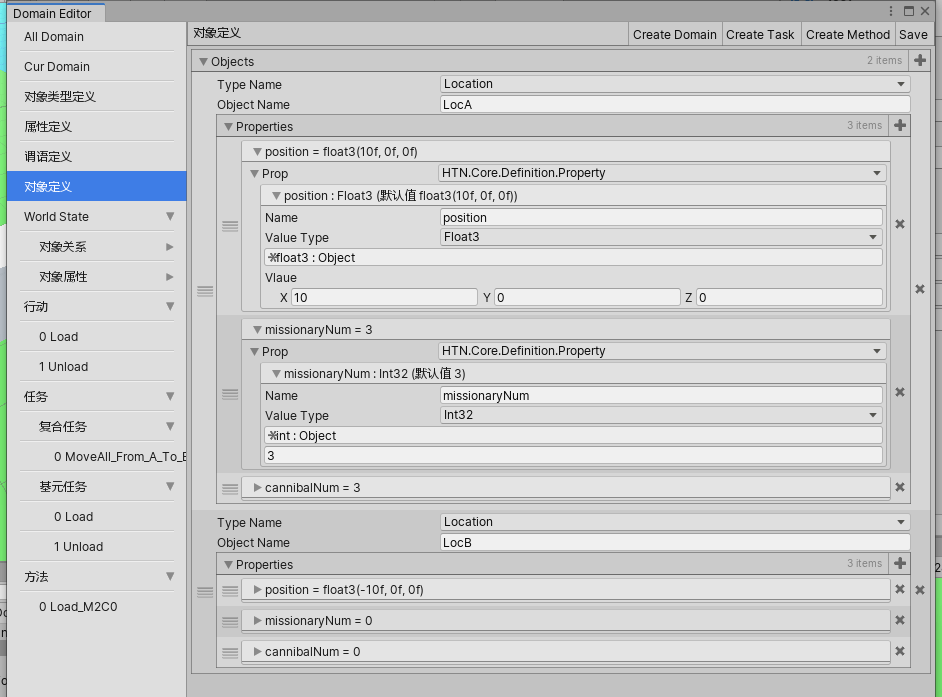 Domain Editor
All Domain
Cur Domain
对象类型定义
属性定义
调语定义
对象定义
World State
对象关系
对象属性
行动
0 Load
1 Unload
任务
复合任务
0 MoveAll_From_A_To_B
基元任务
0 Load
1 Unload
方法
0 Load_M2C0
对象定义
Create Domain
Create Task
Create Method
Save
Objects
2 items
Type Name
Location
Object Name
LocA
Properties
3 items
position = float3(10f, 0f, 0f)
Prop
HTN.Core.Definition.Property
position : Float3 (默认值 float3(10f, 0f, 0f))
Name
position
Value Type
Float3
float3 : Object
Vlaue
X 10
Y 0
Z 0
missionaryNum = 3
Prop
HTN.Core.Definition.Property
missionaryNum : Int32 (默认值 3)
Name
missionaryNum
Value Type
Int32
int : Object
3
cannibalNum = 3
Type Name
Location
Object Name
LocB
Properties
3 items
position = float3(-10f, 0f, 0f)
missionaryNum = 0
cannibalNum = 0